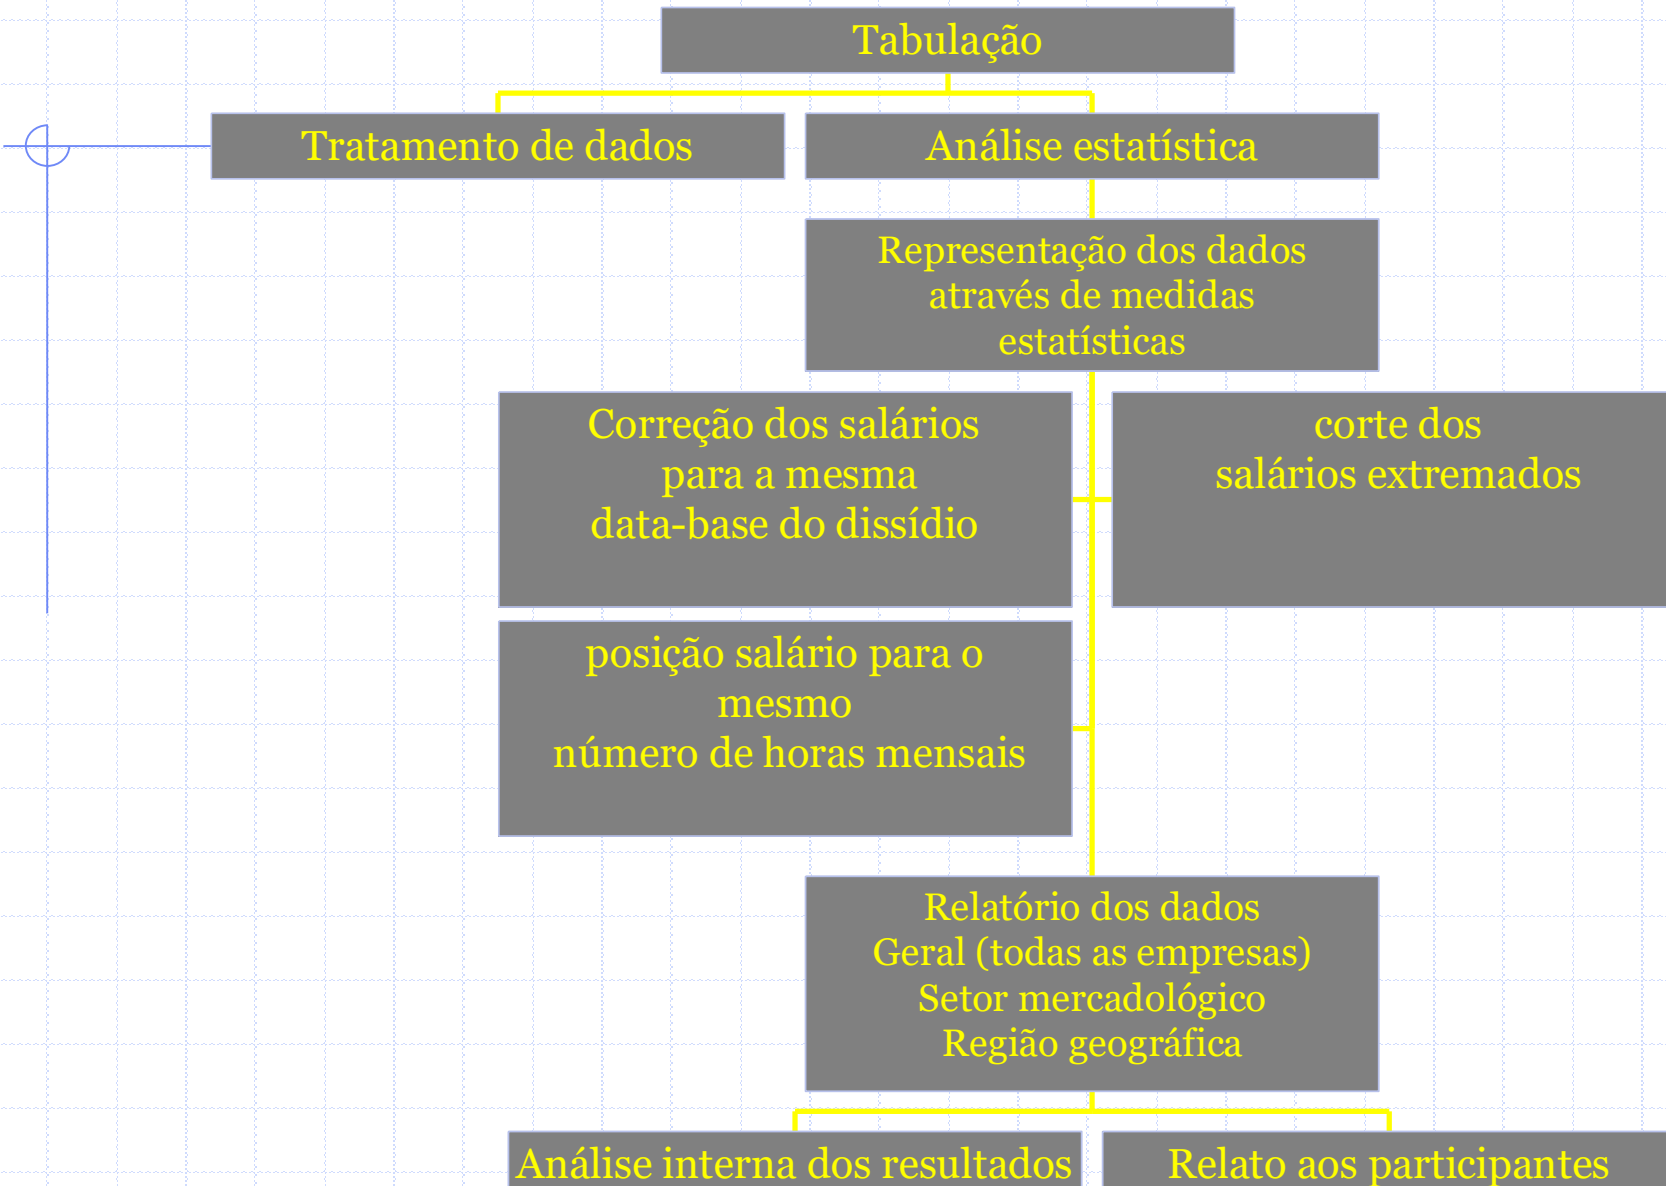 Tabulação
Tratamento de dados
Análise estatística
Representação dos dados
através de medidas
estatísticas
Correção dos salários
para a mesma
data-base do dissídio
corte dos
salários extremados
posição salário para o
mesmo
número de horas mensais
Relatório dos dados
Geral (todas as empresas)
Setor mercadológico
Região geográfica
Análise interna dos resultados
Relato aos participantes